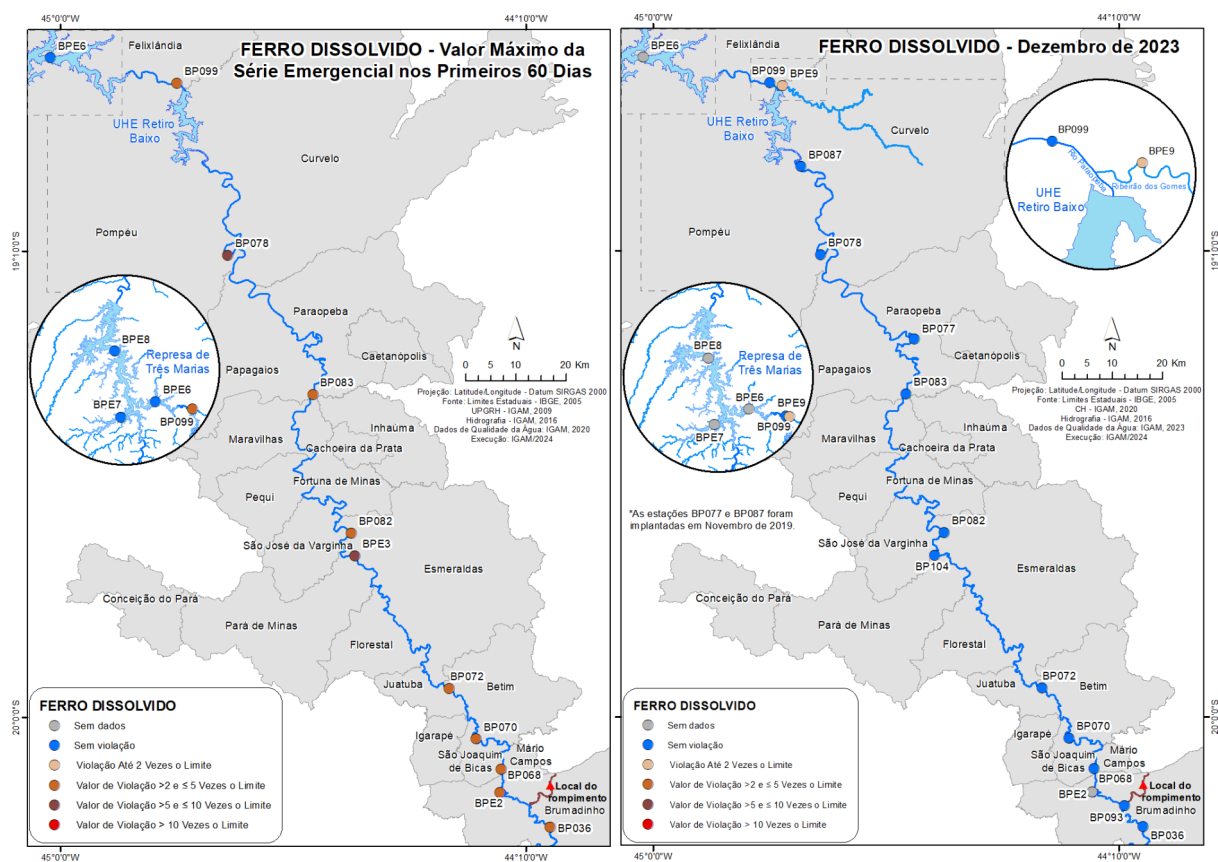 45°0'0"W
44°10'0"W
FERRO DISSOLVIDO - Valor Máximo da
Série Emergencial nos Primeiros 60 Dias
Felixlândia
BPE6
BP099
UHE Retiro
Baixo
Curvelo
Pompéu
BP078
19°10'0"S
Paraopeba
BPE8
Represa de
Três Marias
BPE6
BPE7
BP099
N
Caetanópolis
0 5 10 20 Km
Papagaios
Projeção: Latitude/Longitude - Datum SIRGAS 2000
Fonte: Limites Estaduais - IBGE, 2005
UPGRH - IGAM, 2009
Hidrografia - IGAM, 2016
Dados de Qualidade da Água: IGAM, 2020
Execução: IGAM/2024
BP083
Inhaúma
Maravilhas
Cachoeira da Prata
Fortuna de Minas
Pequi
BP082
São José da Varginha
BPE3
Esmeraldas
Conceição do Pará
Pará de Minas
Florestal
BP072
Juatuba
Betim
20°0'0"S
BP070
Igarapé
Mário
Campos
São Joaquim
de Bicas
BP068
Local do
rompimento
BPE2
Brumadinho
BP036
FERRO DISSOLVIDO
Sem dados
Sem violação
Violação Até 2 Vezes o Limite
Valor de Violação >2 e ≤ 5 Vezes o Limite
Valor de Violação >5 e ≤ 10 Vezes o Limite
Valor de Violação > 10 Vezes o Limite
45°0'0"W
44°10'0"W
45°0'0"W
44°10'0"W
FERRO DISSOLVIDO - Dezembro de 2023
Felixlândia
BPE6
BP099
BPE9
UHE Retiro
Baixo
Curvelo
BP087
BP099
BPE9
Rio Paraopeba
Ribeirão dos Gomes
UHE
Retiro Baixo
Pompéu
BP078
19°10'0"S
Paraopeba
BP077
BPE8
Represa de
Três Marias
BPE6
BPE9
BPE7
BP099
N
Caetanópolis
0 5 10 20 Km
Papagaios
Projeção: Latitude/Longitude - Datum SIRGAS 2000
Fonte: Limites Estaduais - IBGE, 2005
CH - IGAM, 2020
Hidrografia - IGAM, 2016
Dados de Qualidade da Água: IGAM, 2023
Execução: IGAM/2024
BP083
Inhaúma
Maravilhas
Cachoeira da Prata
Fortuna de Minas
Pequi
*As estações BP077 e BP087 foram
implantadas em Novembro de 2019.
BP082
São José da Varginha
BP104
Esmeraldas
Conceição do Pará
Pará de Minas
Florestal
BP072
Juatuba
Betim
20°0'0"S
BP070
Igarapé
Mário
Campos
São Joaquim
de Bicas
BP068
Local do
rompimento
BPE2
Brumadinho
BP093
BP036
FERRO DISSOLVIDO
Sem dados
Sem violação
Violação Até 2 Vezes o Limite
Valor de Violação >2 e ≤ 5 Vezes o Limite
Valor de Violação >5 e ≤ 10 Vezes o Limite
Valor de Violação > 10 Vezes o Limite
45°0'0"W
44°10'0"W